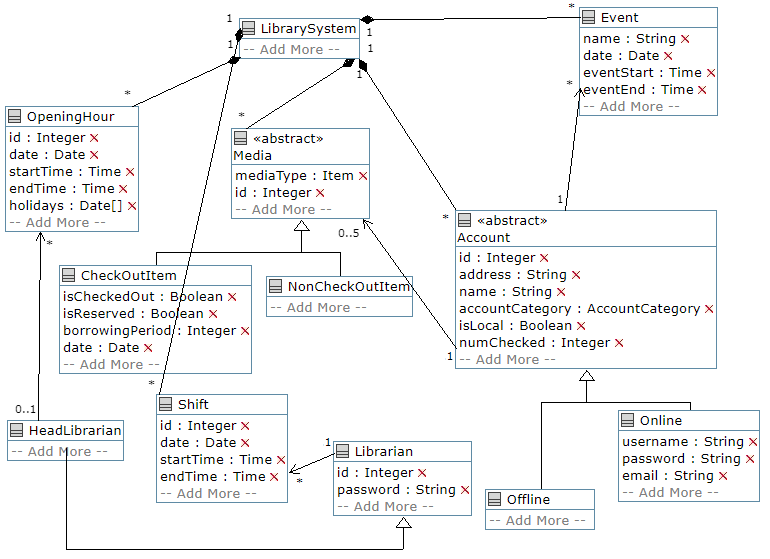 LibrarySystem
-- Add More --
1
1
1
1
1
*
*
*
*
*
Event
name : String ×
date : Date ×
eventStart : Time ×
eventEnd : Time ×
-- Add More --
*
1
OpeningHour
id : Integer ×
date : Date ×
startTime : Time ×
endTime : Time ×
holidays : Date[] ×
-- Add More --
*
0..1
«abstract»
Media
mediaType : Item ×
id : Integer ×
-- Add More --
0..5
1
«abstract»
Account
id : Integer ×
address : String ×
name : String ×
accountCategory : AccountCategory ×
isLocal : Boolean ×
numChecked : Integer ×
-- Add More --
CheckOutItem
isCheckedOut : Boolean ×
isReserved : Boolean ×
borrowingPeriod : Integer ×
date : Date ×
-- Add More --
NonCheckOutItem
-- Add More --
HeadLibrarian
-- Add More --
Shift
id : Integer ×
date : Date ×
startTime : Time ×
endTime : Time ×
-- Add More --
1
*
Librarian
id : Integer ×
password : String ×
-- Add More --
Offline
-- Add More --
Online
username : String ×
password : String ×
email : String ×
-- Add More --